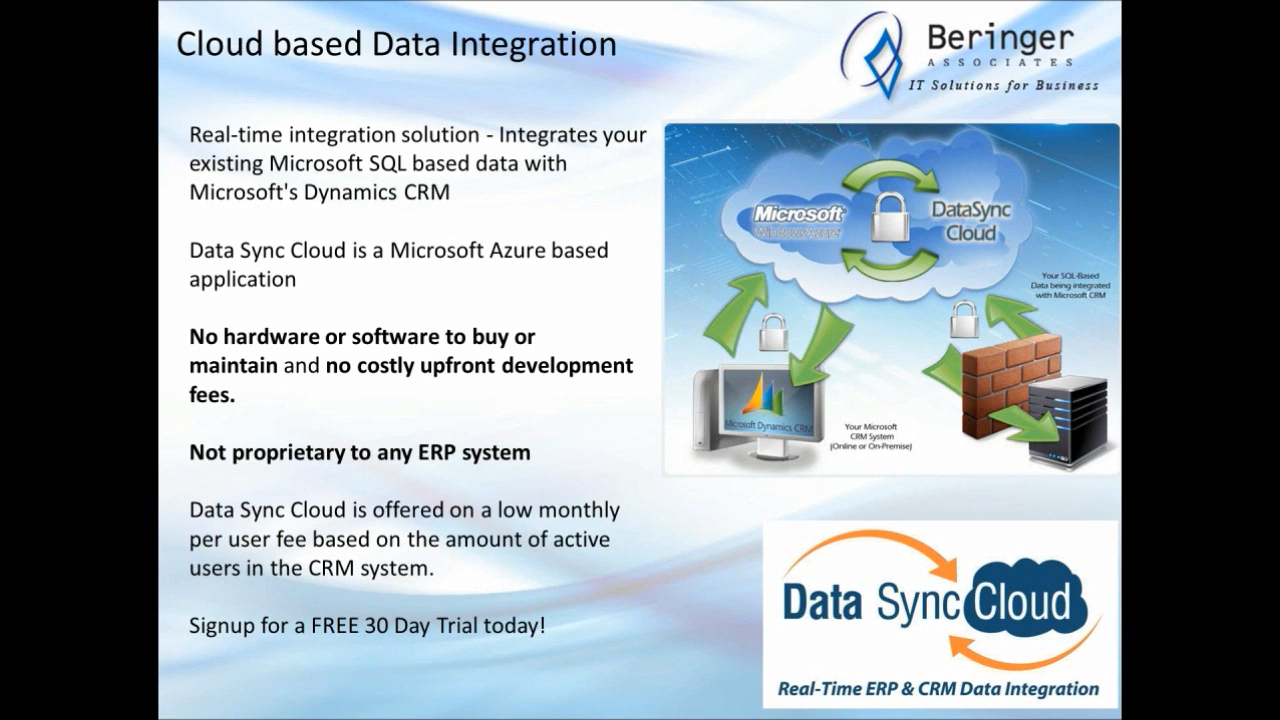 Cloud based Data Integration
Beringer
ASSOCIATES
IT Solutions for Business
Real-time integration solution - Integrates your
existing Microsoft SQL based data with
Microsoft's Dynamics CRM
Data Sync Cloud is a Microsoft Azure based
application
No hardware or software to buy or
maintain and no costly upfront development
fees.
Not proprietary to any ERP system
Data Sync Cloud is offered on a low monthly
per user fee based on the amount of active
users in the CRM system.
Signup for a FREE 30 Day Trial today!
Microsoft
Windows Azure
DataSync
Cloud
Your SQL-Based
Data being integrated
with Microsoft CRM
Microsoft Dynamics CRM
Your Microsoft
CRM System
(Online or On-Premise)
Data Sync Cloud
Real-Time ERP & CRM Data Integration